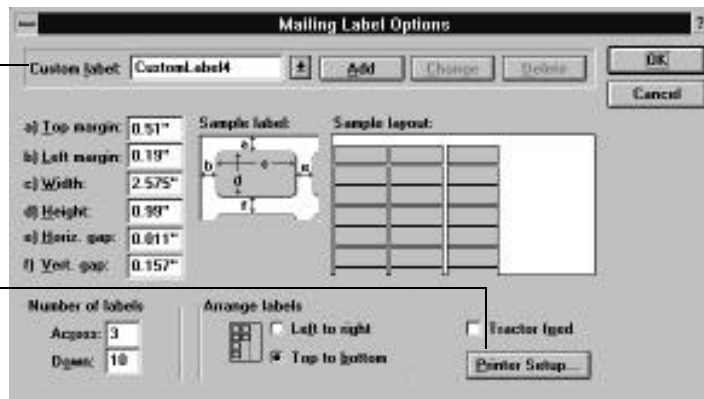 Mailing Label Options
?
Custom label: CustomLabel4 Add Change Delete OK
Cancel
a) Top margin: 0.51"
b) Left margin: 0.19"
c) Width: 2.575"
d) Height: 0.99"
e) Horiz. gap: 0.011"
f) Vert. gap: 0.157"
Sample label:
a
b c e
d
f
Sample layout:
Number of labels
Across: 3
Down: 10
Arrange labels
Left to right
Top to bottom
Tractor feed
Printer Setup...